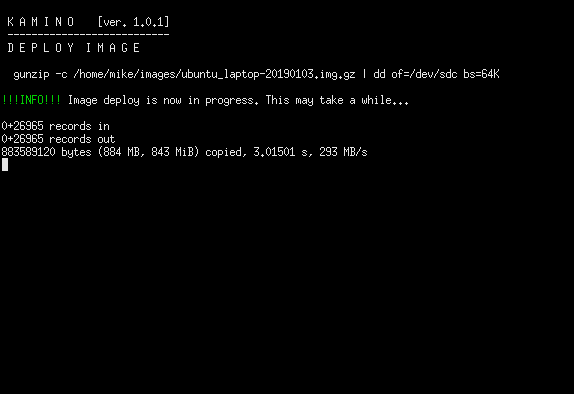 K A M I N O [ver. 1.0.1]
----------------------------
D E P L O Y I M A G E
gunzip -c /home/mike/images/ubuntu_laptop-20190103.img.gz | dd of=/dev/sdc bs=64K
!!!INFO!!! Image deploy is now in progress. This may take a while...
0+26965 records in
0+26965 records out
883589120 bytes (884 MB, 843 MiB) copied, 3.01501 s, 293 MB/s